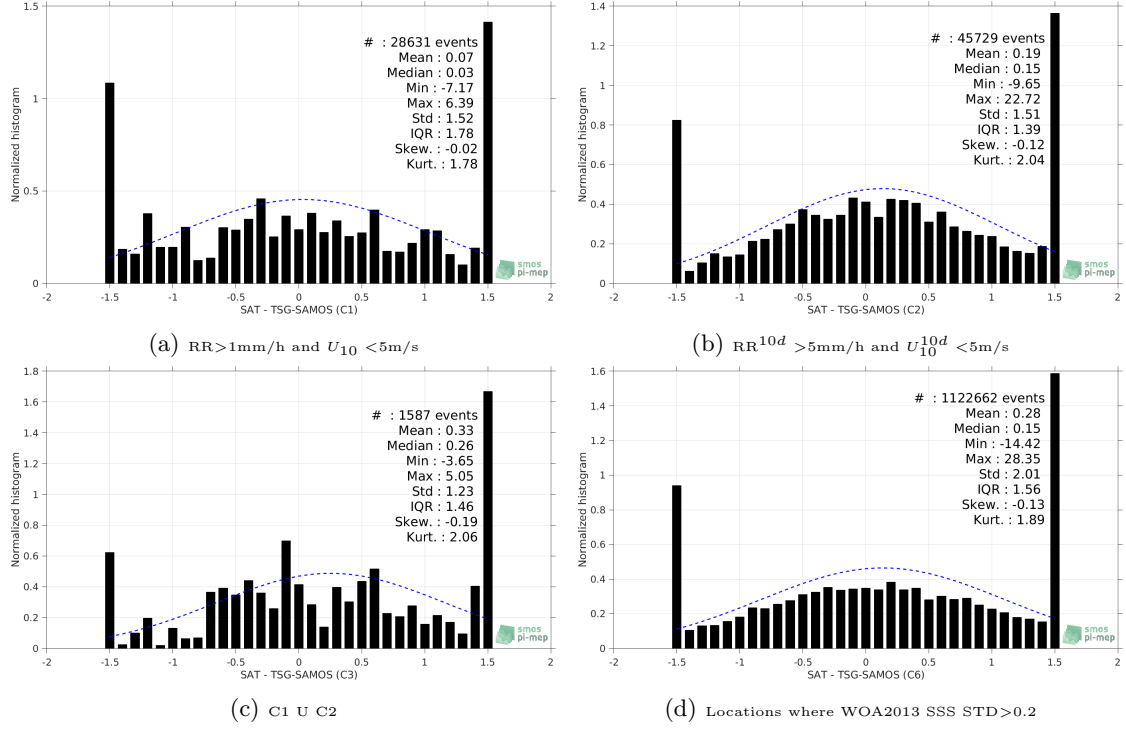 1.5
1
0.5
0
Normalized histogram
# : 28631 events
Mean : 0.07
Median : 0.03
Min : -7.17
Max : 6.39
Std : 1.52
IQR : 1.78
Skew. : -0.02
Kurt. : 1.78
smos
pi-mep
-2 -1.5 -1 -0.5 0 0.5 1 1.5 2
SAT - TSG-SAMOS (C1)
(a) RR>1mm/h and U10 <5m/s
1.4
1.2
1
0.8
0.6
0.4
0.2
0
Normalized histogram
# : 45729 events
Mean : 0.19
Median : 0.15
Min : -9.65
Max : 22.72
Std : 1.51
IQR : 1.39
Skew. : -0.12
Kurt. : 2.04
smos
pi-mep
-2 -1.5 -1 -0.5 0 0.5 1 1.5 2
SAT - TSG-SAMOS (C2)
(b) RR^10d >5mm/h and U10^10d <5m/s
1.8
1.6
1.4
1.2
1
0.8
0.6
0.4
0.2
0
Normalized histogram
# : 1587 events
Mean : 0.33
Median : 0.26
Min : -3.65
Max : 5.05
Std : 1.23
IQR : 1.46
Skew. : -0.19
Kurt. : 2.06
smos
pi-mep
-2 -1.5 -1 -0.5 0 0.5 1 1.5 2
SAT - TSG-SAMOS (C3)
(c) C1 U C2
1.6
1.4
1.2
1
0.8
0.6
0.4
0.2
0
Normalized histogram
# : 1122662 events
Mean : 0.28
Median : 0.15
Min : -14.42
Max : 28.35
Std : 2.01
IQR : 1.56
Skew. : -0.13
Kurt. : 1.89
smos
pi-mep
-2 -1.5 -1 -0.5 0 0.5 1 1.5 2
SAT - TSG-SAMOS (C6)
(d) Locations where WOA2013 SSS STD>0.2